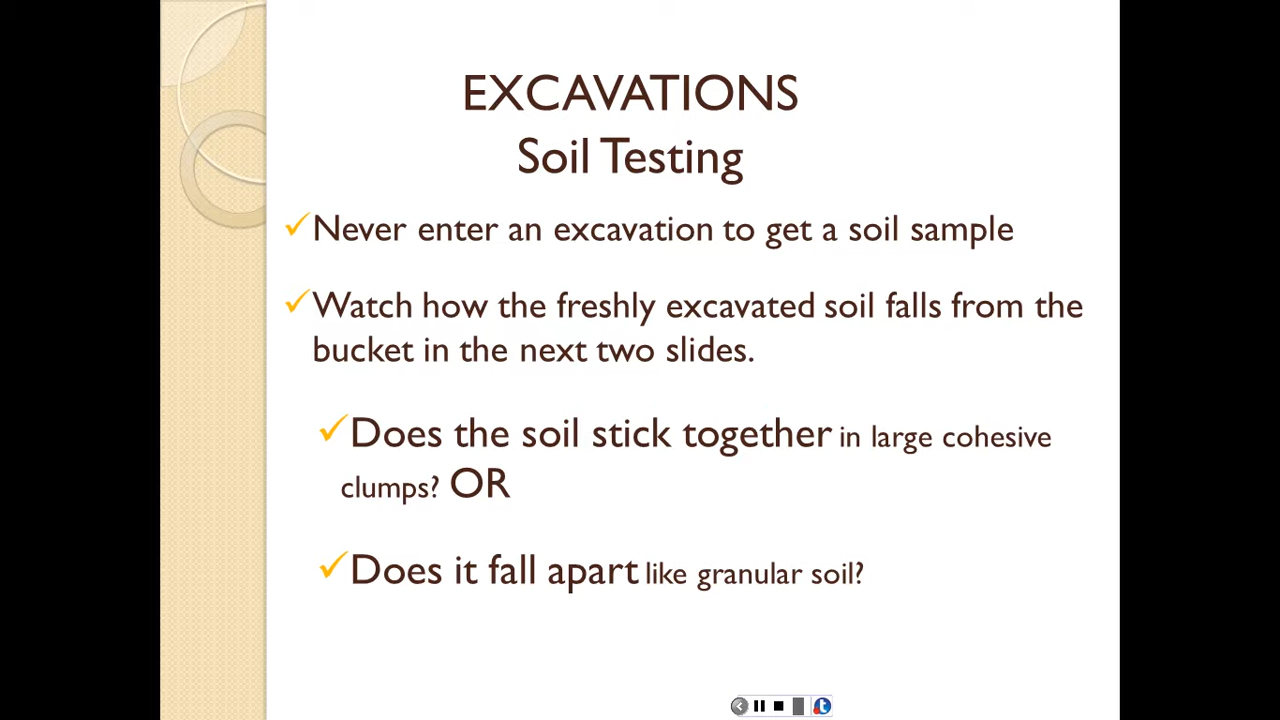 EXCAVATIONS
Soil Testing
✓Never enter an excavation to get a soil sample
✓Watch how the freshly excavated soil falls from the
bucket in the next two slides.
✓Does the soil stick together in large cohesive
clumps? OR
✓Does it fall apart like granular soil?